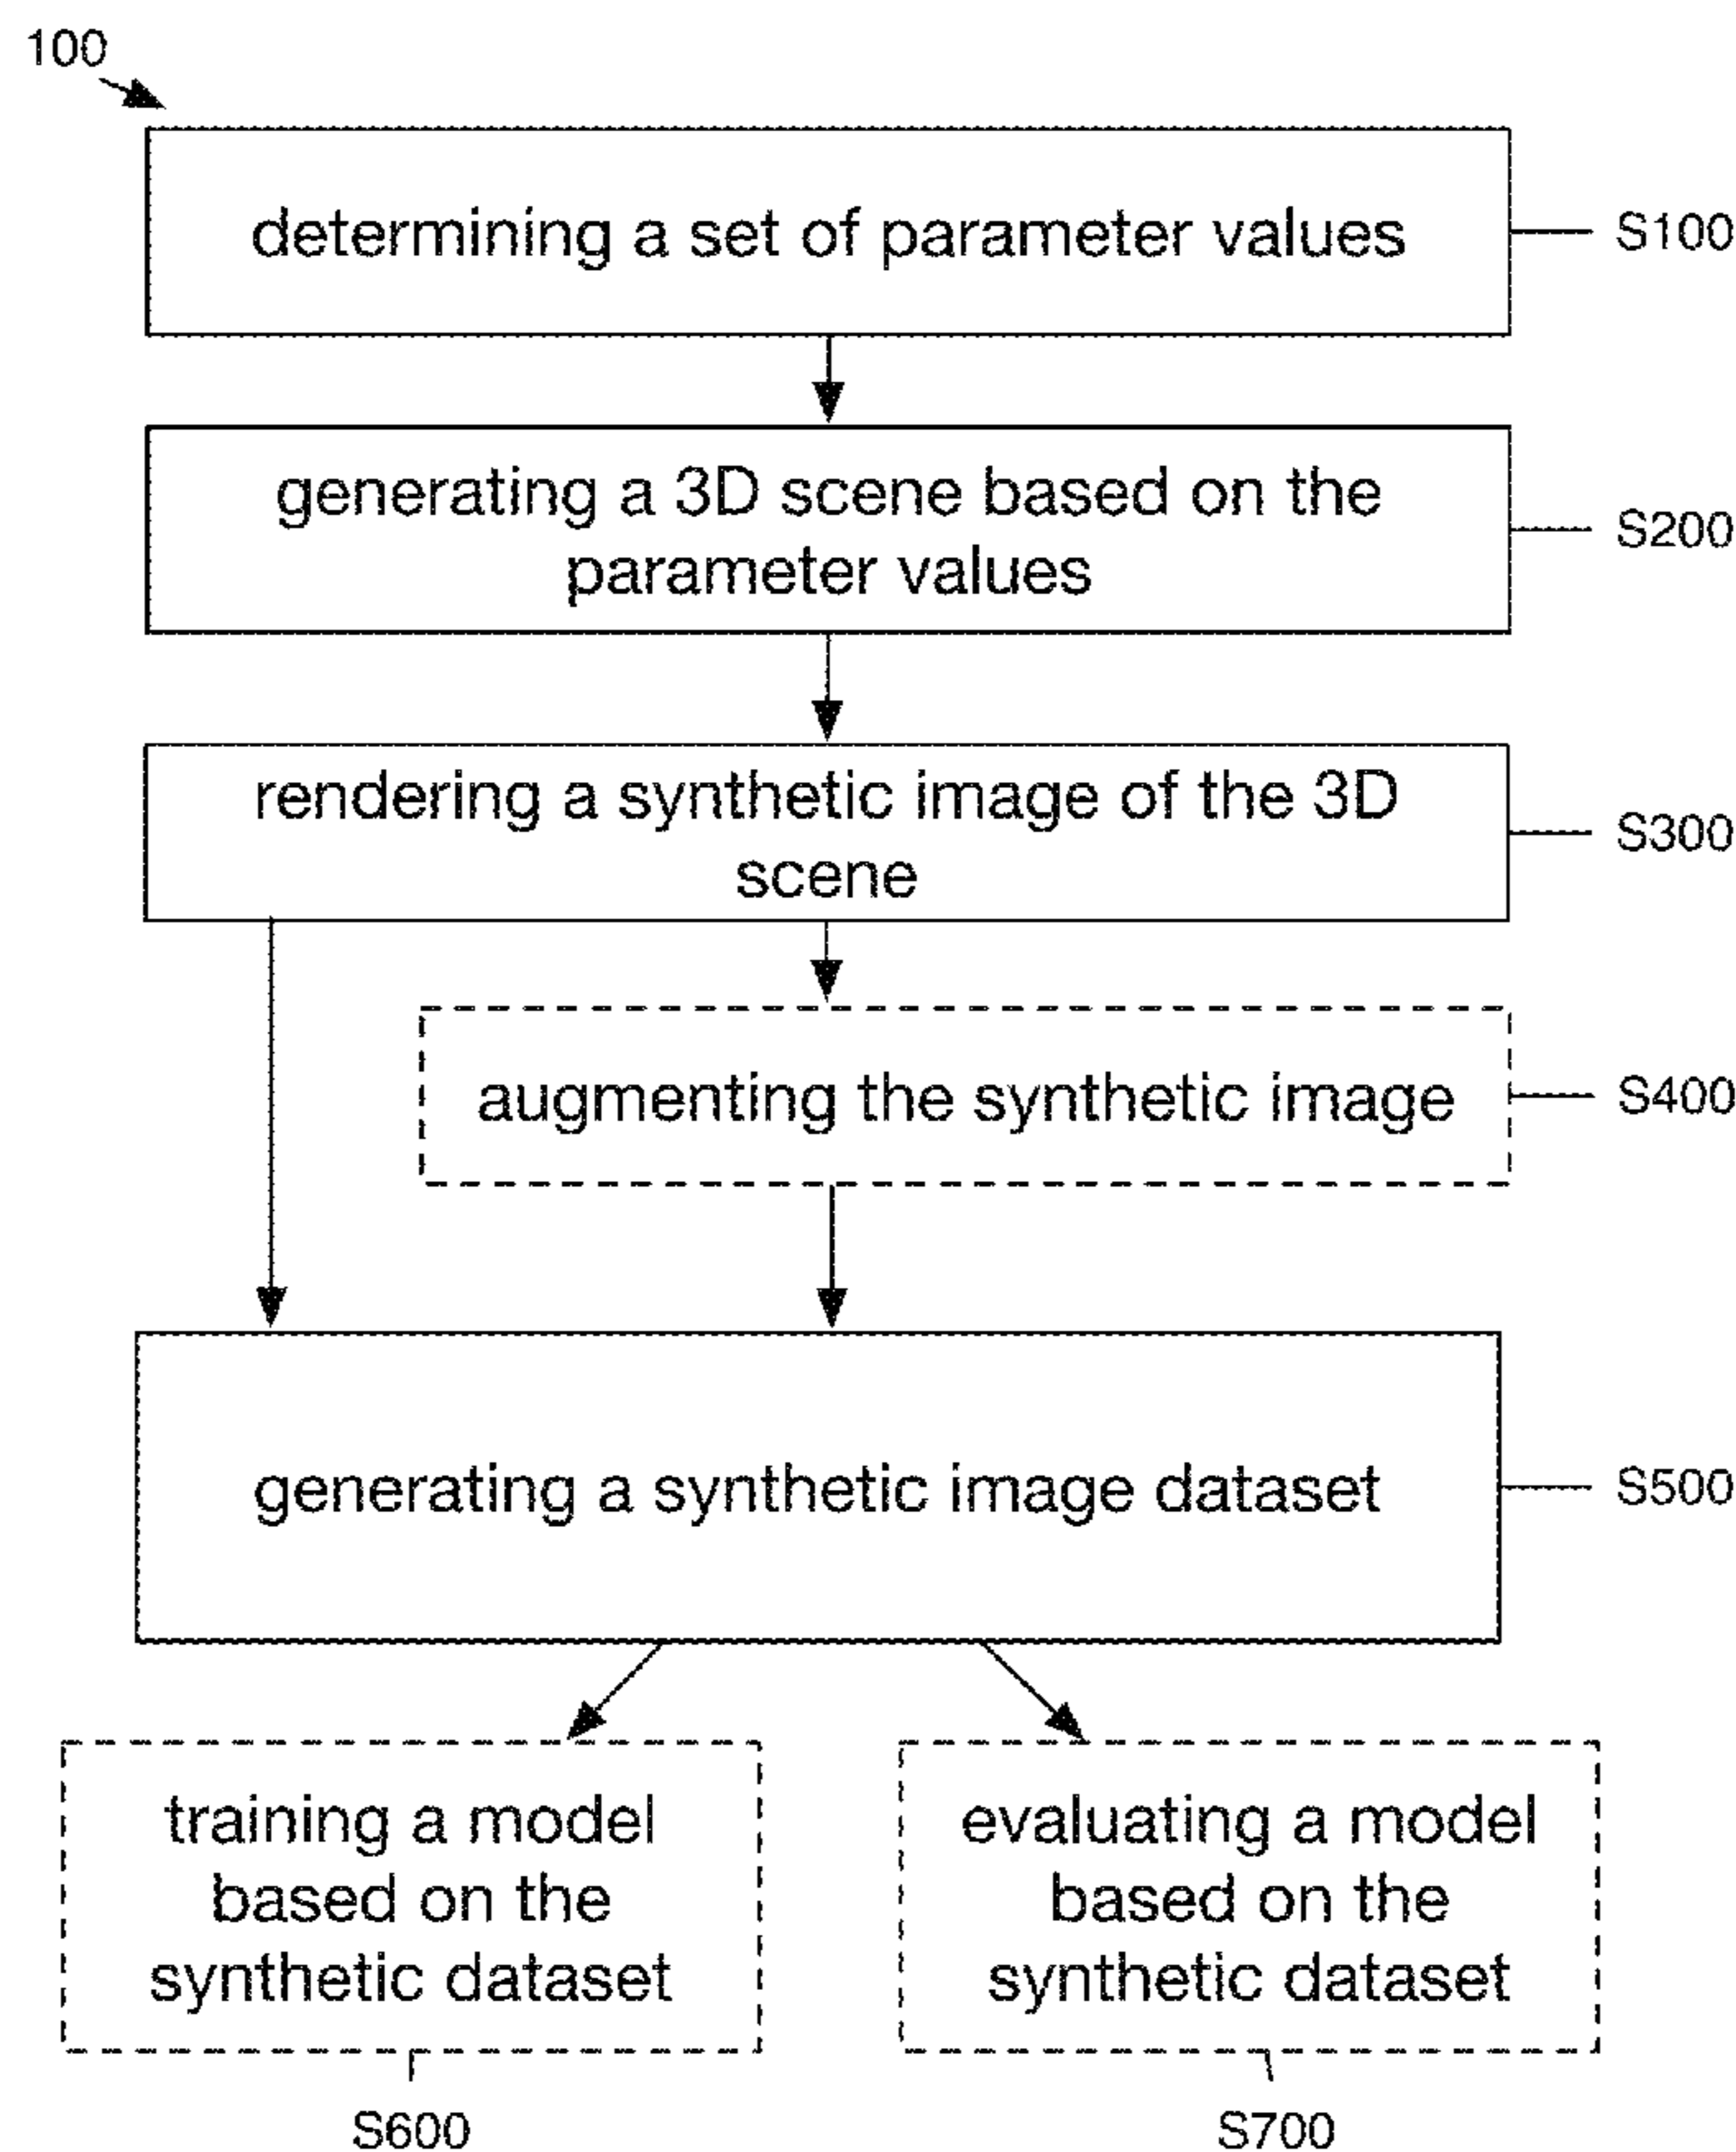 100
determining a set of parameter values
S100
generating a 3D scene based on the
parameter values
S200
rendering a synthetic image of the 3D
scene
S300
augmenting the synthetic image
S400
generating a synthetic image dataset
S500
training a model
based on the
synthetic dataset
S600
evaluating a model
based on the
synthetic dataset
S700